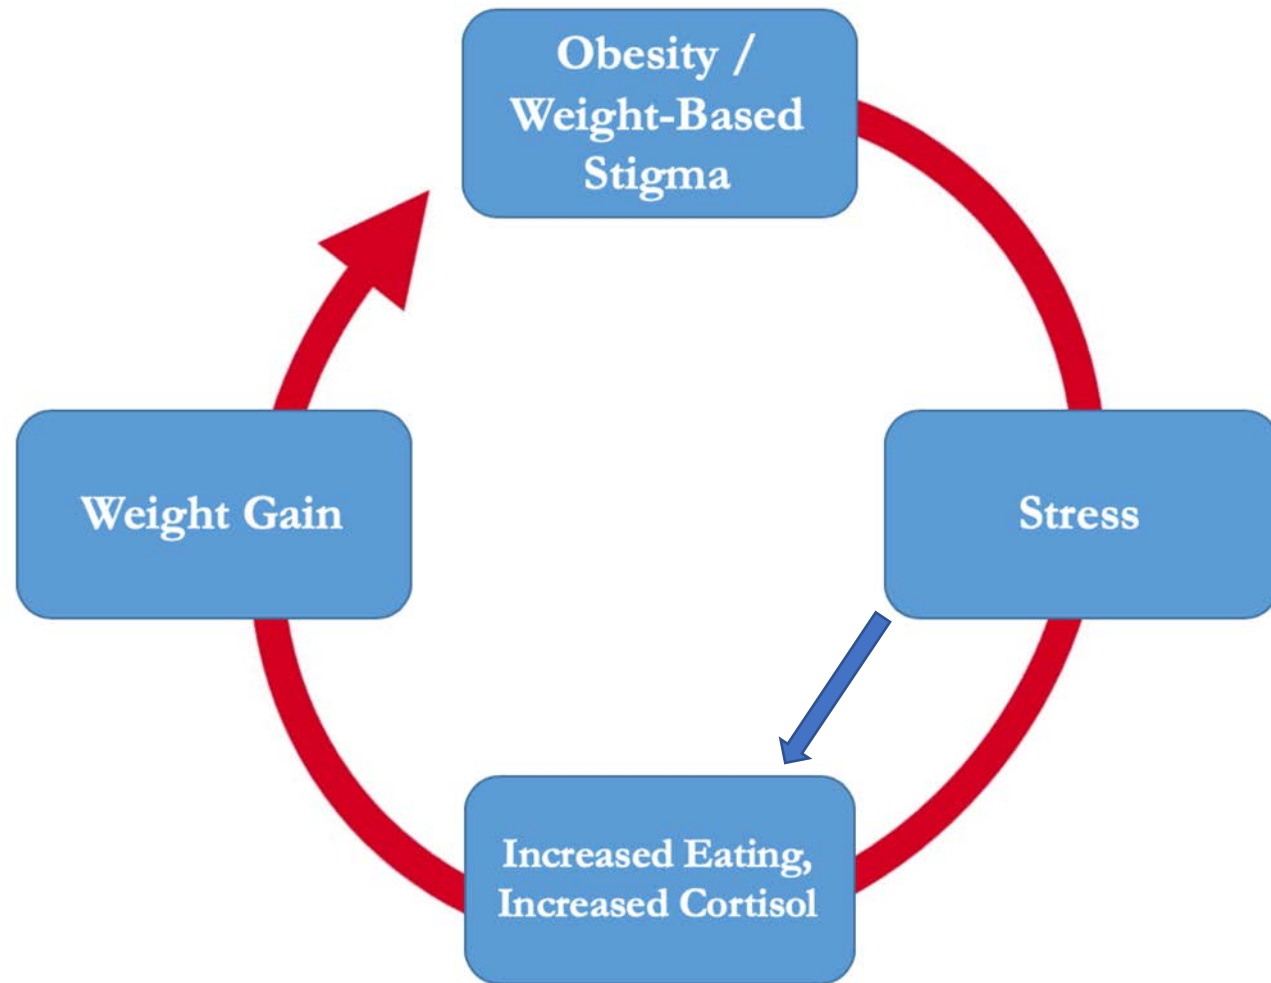 Obesity /
Weight-Based
Stigma
Weight Gain
Stress
Increased Eating,
Increased Cortisol